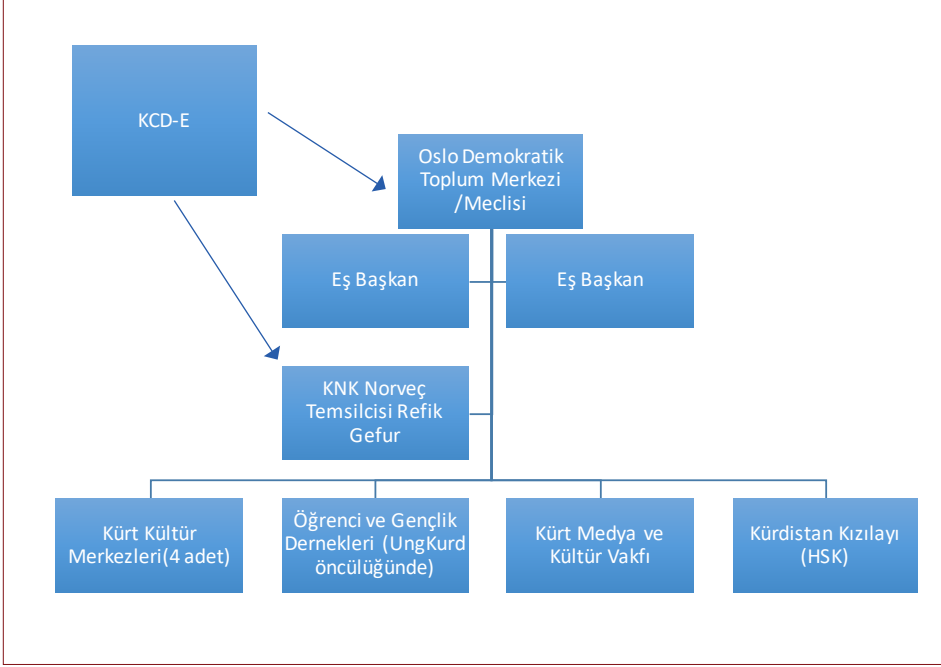 KCD-E
Oslo Demokratik
Toplum Merkezi
/Meclisi
Eş Başkan
Eş Başkan
KNK Norveç
Temsilcisi Refik
Gefur
Kürt Kültür
Merkezleri(4 adet)
Öğrenci ve Gençlik
Dernekleri (UngKurd
öncülüğünde)
Kürt Medya ve
Kültür Vakfı
Kürdistan Kızılayı
(HSK)